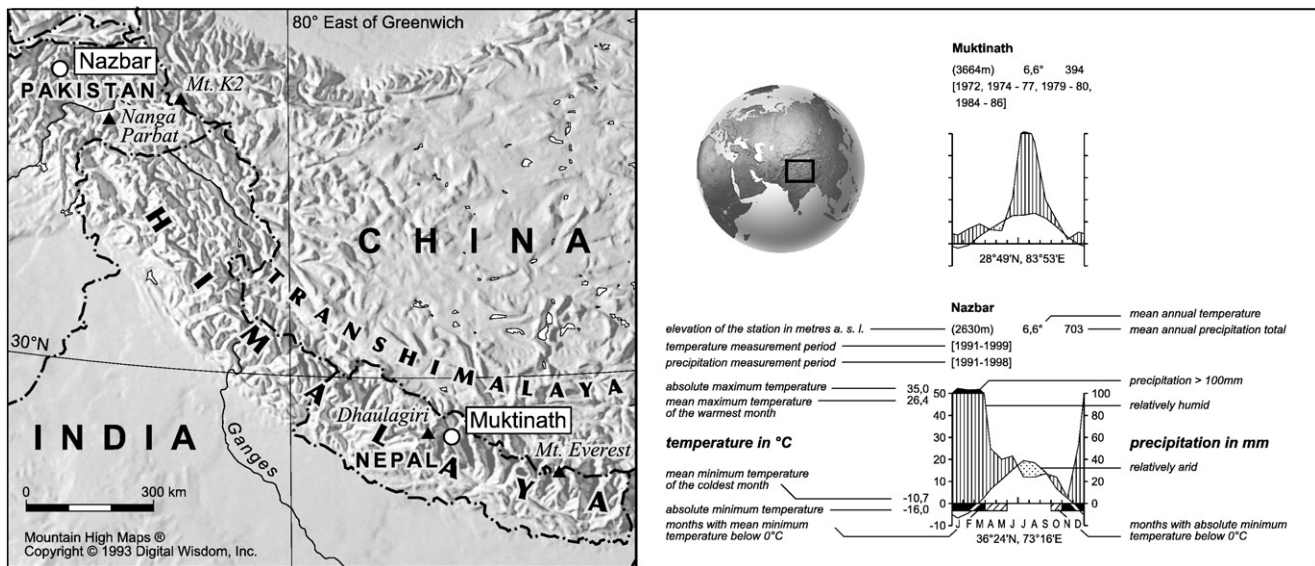 80° East of Greenwich
Nazbar
PAKISTAN
Mt. K2
Nanga
Parbat
HIMALAYA
CHINA
TRANSHIMALAYA
30°N
INDIA
Ganges
Dhaulagiri
Muktinath
NEPAL
Mt. Everest
0 300 km
Mountain High Maps ®
Copyright © 1993 Digital Wisdom, Inc.
Muktinath
(3664m) 6,6° 394
[1972, 1974 - 77, 1979 - 80,
1984 - 86]
28°49'N, 83°53'E
Nazbar
mean annual temperature
elevation of the station in metres a. s. l. (2630m) 6,6° 703 mean annual precipitation total
temperature measurement period [1991-1999]
precipitation measurement period [1991-1998]
absolute maximum temperature 35,0 precipitation > 100mm
mean maximum temperature 26,4
of the warmest month
50 100
relatively humid
40 80
temperature in °C precipitation in mm
30 60
20 40
relatively arid
mean minimum temperature
of the coldest month
10 20
-10,7 0 0
absolute minimum temperature -16,0
months with mean minimum
temperature below 0°C
-10 J F M A M J J A S O N D
months with absolute minimum
temperature below 0°C
36°24'N, 73°16'E